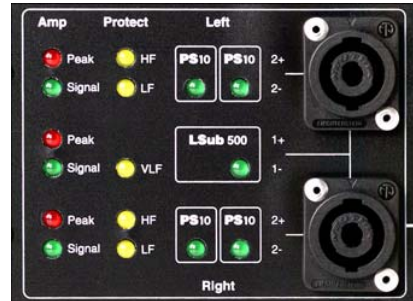 Amp Protect Left
Peak HF PS10 PS10 2+
Signal LF 2-
Peak LSub 500 1+
Signal VLF 1-
Peak HF PS10 PS10 2+
Signal LF 2-
Right